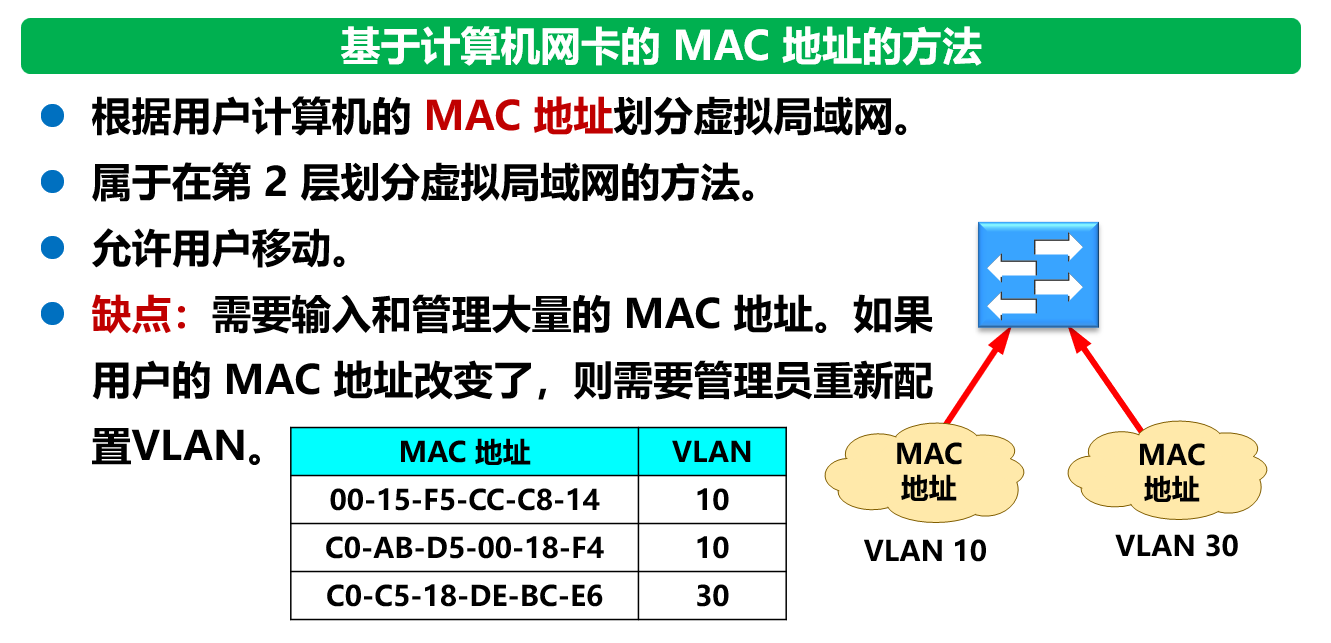 基于计算机网卡的 MAC 地址的方法
根据用户计算机的 MAC 地址划分虚拟局域网。
属于在第 2 层划分虚拟局域网的方法。
允许用户移动。
缺点：需要输入和管理大量的 MAC 地址。如果
用户的 MAC 地址改变了，则需要管理员重新配
置VLAN。
MAC 地址 VLAN
00-15-F5-CC-C8-14 10
C0-AB-D5-00-18-F4 10
C0-C5-18-DE-BC-E6 30
MAC
地址
VLAN 10
MAC
地址
VLAN 30